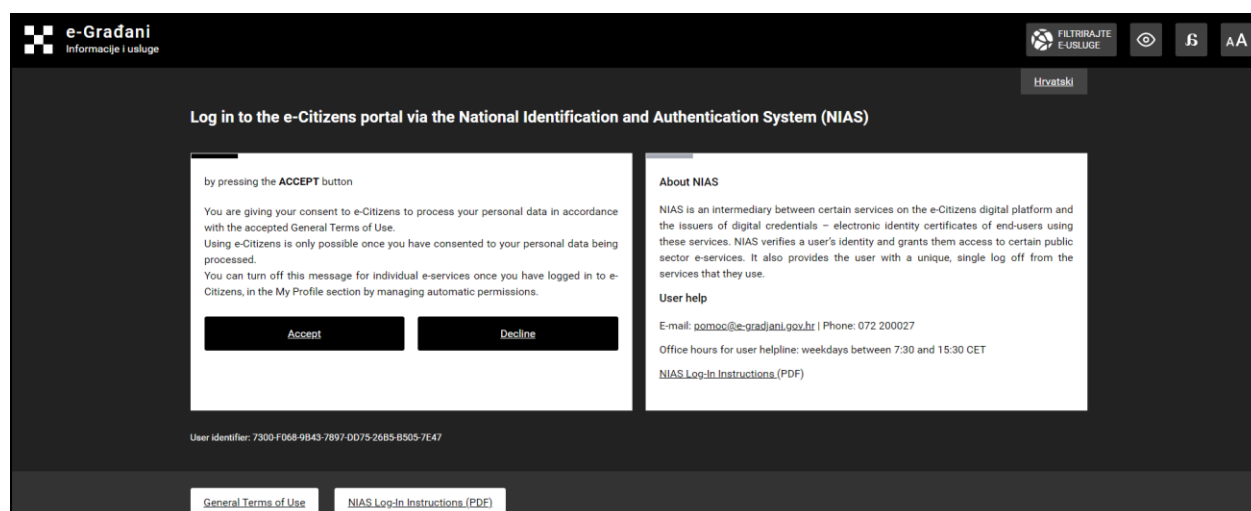 e-Građani
Informacije i usluge
FILTRIRAJTE
E-USLUGE
AA
Hrvatski
Log in to the e-Citizens portal via the National Identification and Authentication System (NIAS)
by pressing the ACCEPT button
You are giving your consent to e-Citizens to process your personal data in accordance
with the accepted General Terms of Use.
Using e-Citizens is only possible once you have consented to your personal data being
processed.
You can turn off this message for individual e-services once you have logged in to e-
Citizens, in the My Profile section by managing automatic permissions.
Accept
Decline
About NIAS
NIAS is an intermediary between certain services on the e-Citizens digital platform and
the issuers of digital credentials – electronic identity certificates of end-users using
these services. NIAS verifies a user's identity and grants them access to certain public
sector e-services. It also provides the user with a unique, single log off from the
services that they use.
User help
E-mail: pomoc@e-gradjani.gov.hr | Phone: 072 200027
Office hours for user helpline: weekdays between 7:30 and 15:30 CET
NIAS Log-In Instructions (PDF)
User identifier: 7300-F068-9B43-7897-DD75-26B5-B505-7E47
General Terms of Use
NIAS Log-In Instructions (PDF)